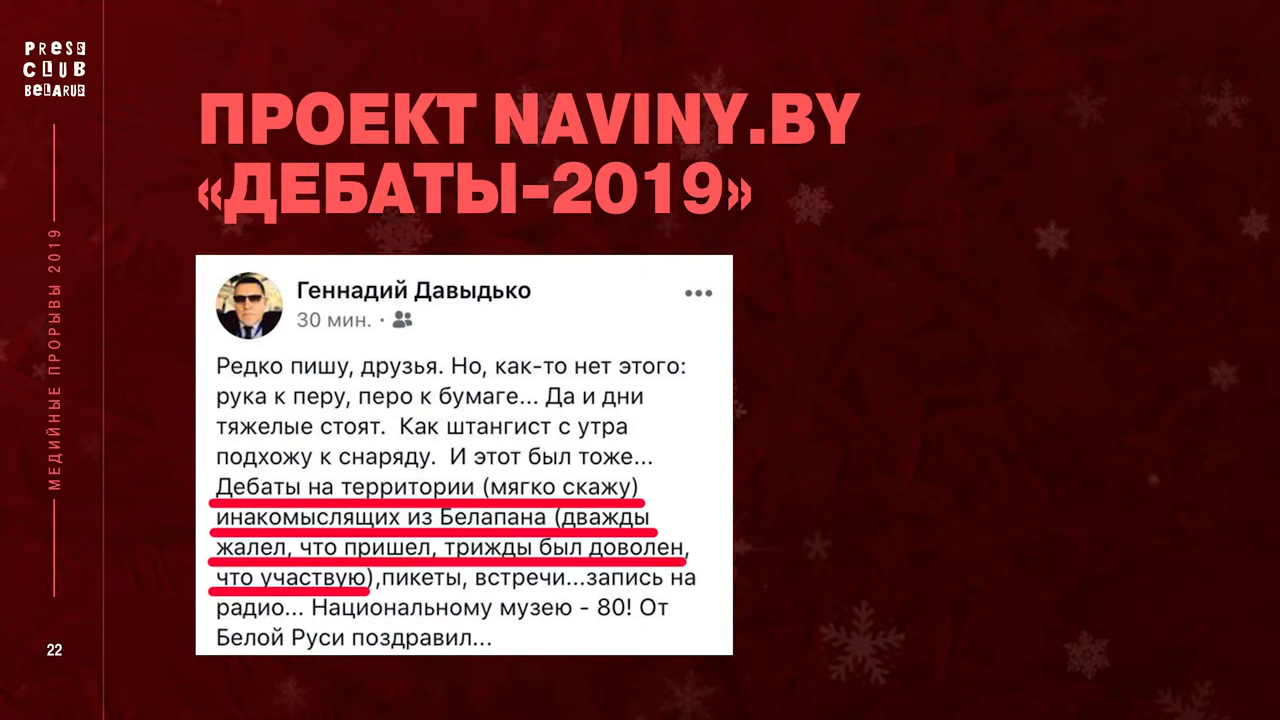 PRESS
CLUB
BELARUS
МЕДИЙНЫЕ ПРОРЫВЫ 2019
22
ПРОЕКТ NAVINY.BY
«ДЕБАТЫ-2019»
Геннадий Давыдько
30 мин. ·
Редко пишу, друзья. Но, как-то нет этого:
рука к перу, перо к бумаге... Да и дни
тяжелые стоят. Как штангист с утра
подхожу к снаряду. И этот был тоже...
Дебаты на территории (мягко скажу)
инакомыслящих из Белапана (дважды
жалел, что пришел, трижды был доволен,
что участвую),пикеты, встречи...запись на
радио... Национальному музею - 80! От
Белой Руси поздравил...